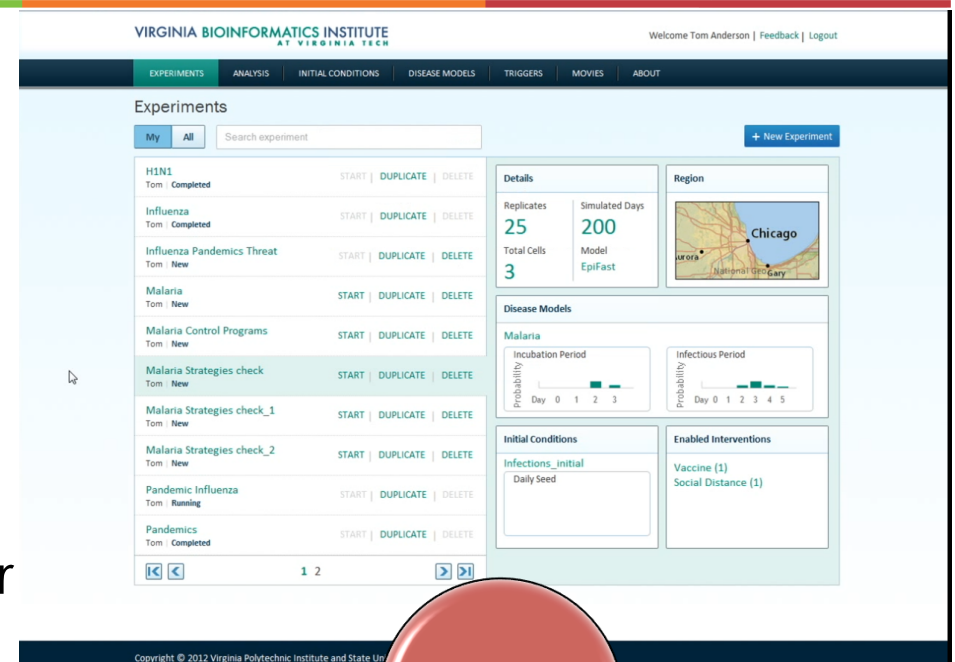 VIRGINIA BIOINFORMATICS INSTITUTE
AT VIRGINIA TECH
Welcome Tom Anderson | Feedback | Logout
EXPERIMENTS ANALYSIS INITIAL CONDITIONS DISEASE MODELS TRIGGERS MOVIES ABOUT
Experiments
My All Search experiment
+ New Experiment
H1N1
START | DUPLICATE | DELETE
Tom | Completed
Influenza
START | DUPLICATE | DELETE
Tom | Completed
Influenza Pandemics Threat
START | DUPLICATE | DELETE
Tom | New
Malaria
START | DUPLICATE | DELETE
Tom | New
Malaria Control Programs
START | DUPLICATE | DELETE
Tom | New
Malaria Strategies check
START | DUPLICATE | DELETE
Tom | New
Malaria Strategies check_1
START | DUPLICATE | DELETE
Tom | New
Malaria Strategies check_2
START | DUPLICATE | DELETE
Tom | New
Pandemic Influenza
START | DUPLICATE | DELETE
Tom | Running
Pandemics
START | DUPLICATE | DELETE
Tom | Completed
1 2
Details
Replicates Simulated Days
25 200
Total Cells Model
3 EpiFast
Region
Chicago
urora
National Geo
Gary
Disease Models
Malaria
Incubation Period
Probability
Day 0 1 2 3
Infectious Period
Probability
Day 0 1 2 3 4 5
Initial Conditions
Infections_initial
Daily Seed
Enabled Interventions
Vaccine (1)
Social Distance (1)
r
Copyright © 2012 Virginia Polytechnic Institute and State Un